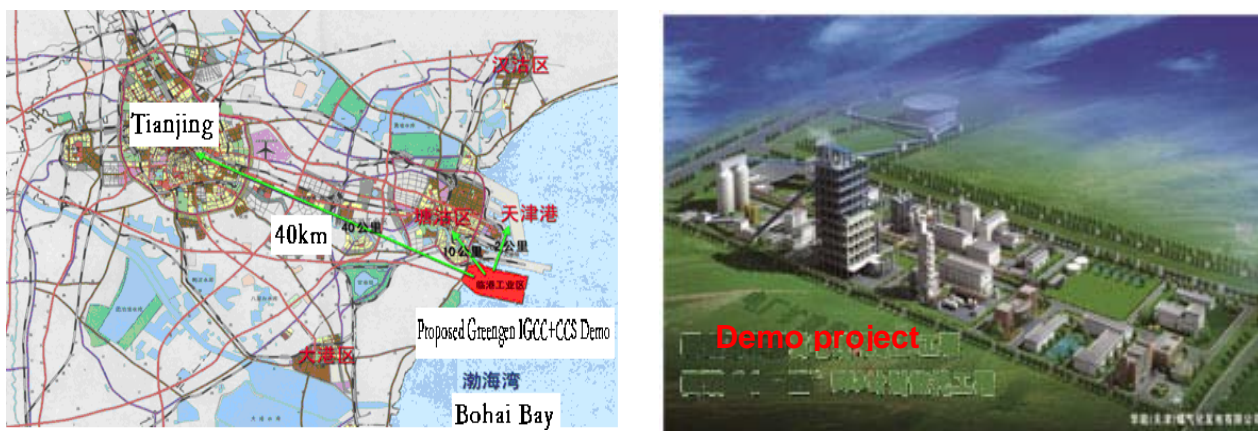 汉沽区
Tianjing
塘沽区
天津港
40km
40公里
10公里
2公里
临港工业区
Proposed Greengen IGCC+CCS Demo
大港区
渤海湾
Bohai Bay
Demo project